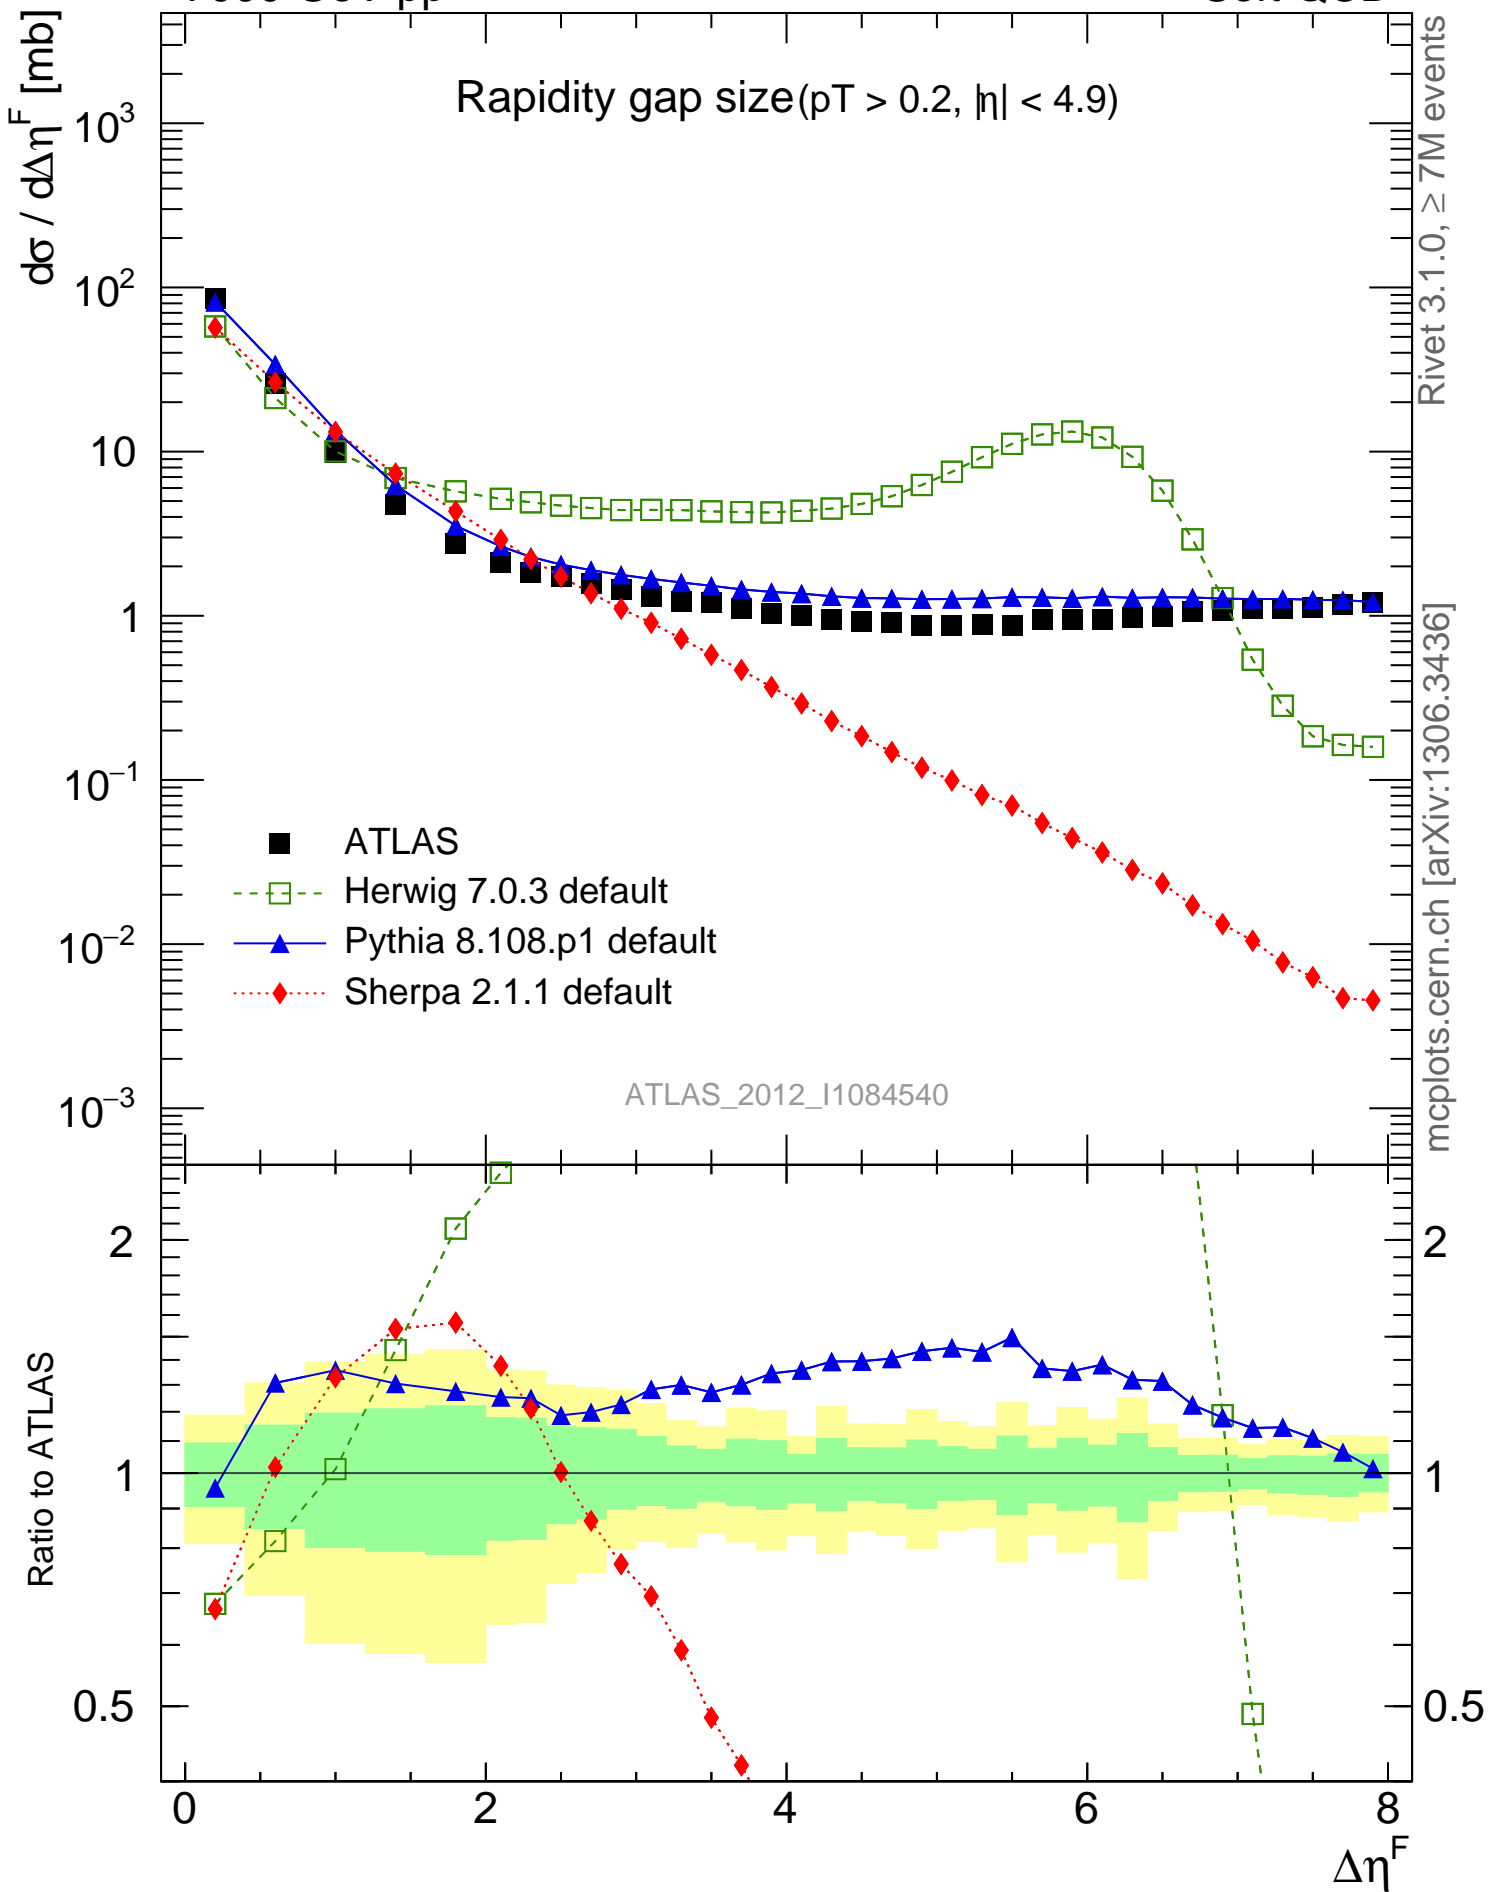 Rapidity gap size (pT > 0.2, |η| < 4.9)
dσ / dΔη^F [mb]
10^3
10^2
10
1
10^−1
10^−2
10^−3
ATLAS
Herwig 7.0.3 default
Pythia 8.108.p1 default
Sherpa 2.1.1 default
ATLAS_2012_I1084540
Rivet 3.1.0, ≥ 7M events
mcplots.cern.ch [arXiv:1306.3436]
Ratio to ATLAS
2
1
0.5
2
1
0.5
0 2 4 6 8
Δη^F